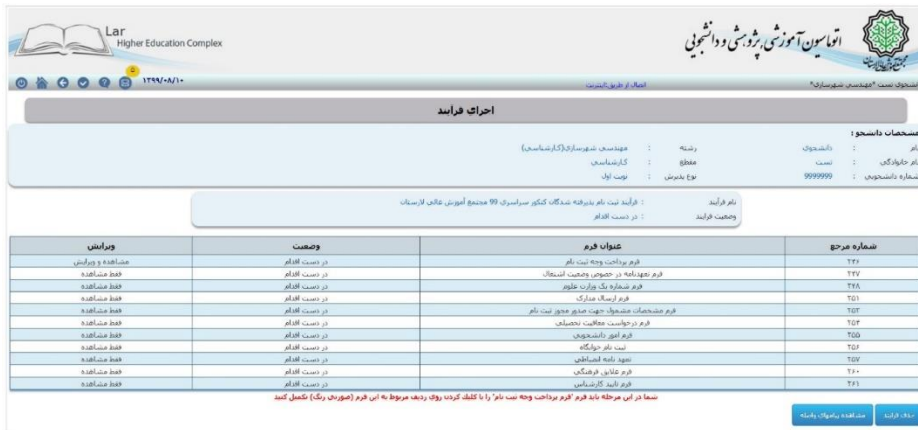 Lar
Higher Education Complex
اتوماسیون آموزشی، پژوهشی و دانشجویی
۱۳۹۹/۰۸/۱۰
اتصال از طریق:اینترنت
دانشجوی تست *مهندسی شهرسازی*
اجرای فرآیند
مشخصات دانشجو :
نام : دانشجوی رشته : مهندسی شهرسازی(کارشناسی)
نام خانوادگی : تست مقطع : کارشناسی
شماره دانشجویی : 9999999 نوع پذیرش : نوبت اول
نام فرآیند : فرآیند ثبت نام پذیرفته شدگان کنکور سراسری 99 مجتمع آموزش عالی لارستان
وضعیت فرایند : در دست اقدام
شماره مرجع عنوان فرم وضعیت ویرایش
۲۴۶ فرم پرداخت وجه ثبت نام در دست اقدام مشاهده و ویرایش
۲۴۷ فرم تعهدنامه در خصوص وضعیت اشتغال در دست اقدام فقط مشاهده
۲۴۸ فرم شماره یک وزارت علوم در دست اقدام فقط مشاهده
۲۵۱ فرم ارسال مدارک در دست اقدام فقط مشاهده
فرم مشخصات مشمول جهت صدور مجوز ثبت نام در دست اقدام فقط مشاهده
فرم درخواست معافیت تحصیلی در دست اقدام فقط مشاهده
۲۵۵ فرم امور دانشجویی در دست اقدام فقط مشاهده
۲۵۶ ثبت نام خوابگاه در دست اقدام فقط مشاهده
۲۵۷ تعهد نامه انضباطی در دست اقدام فقط مشاهده
۲۶۰ فرم علایق فرهنگی در دست اقدام فقط مشاهده
۲۶۱ فرم تایید کارشناس در دست اقدام فقط مشاهده
شما در این مرحله باید فرم 'فرم پرداخت وجه ثبت نام' را با کلیک کردن روی ردیف مربوط به این فرم (صورتی رنگ) تکمیل کنید
حذف فرایند مشاهده پیامهای واصله